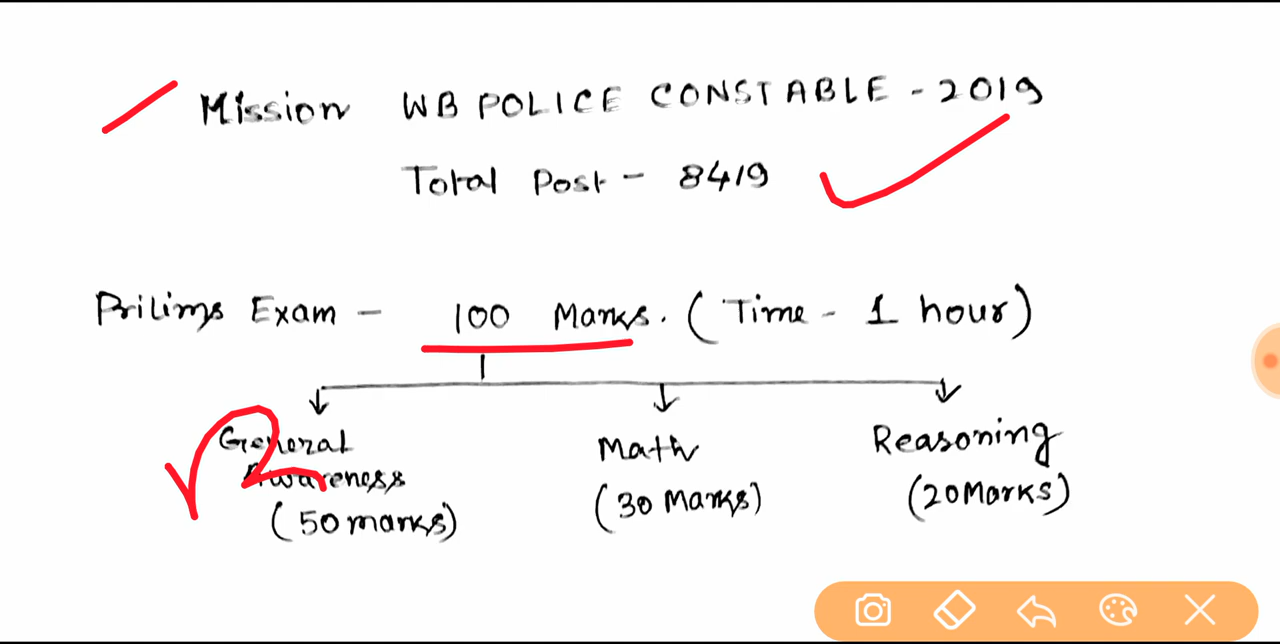 Mission WB POLICE CONSTABLE - 2019
Total Post - 8419
Prilims Exam - 100 Marks. (Time - 1 hour)
General Awareness (50 marks)
Math (30 Marks)
Reasoning (20 Marks)